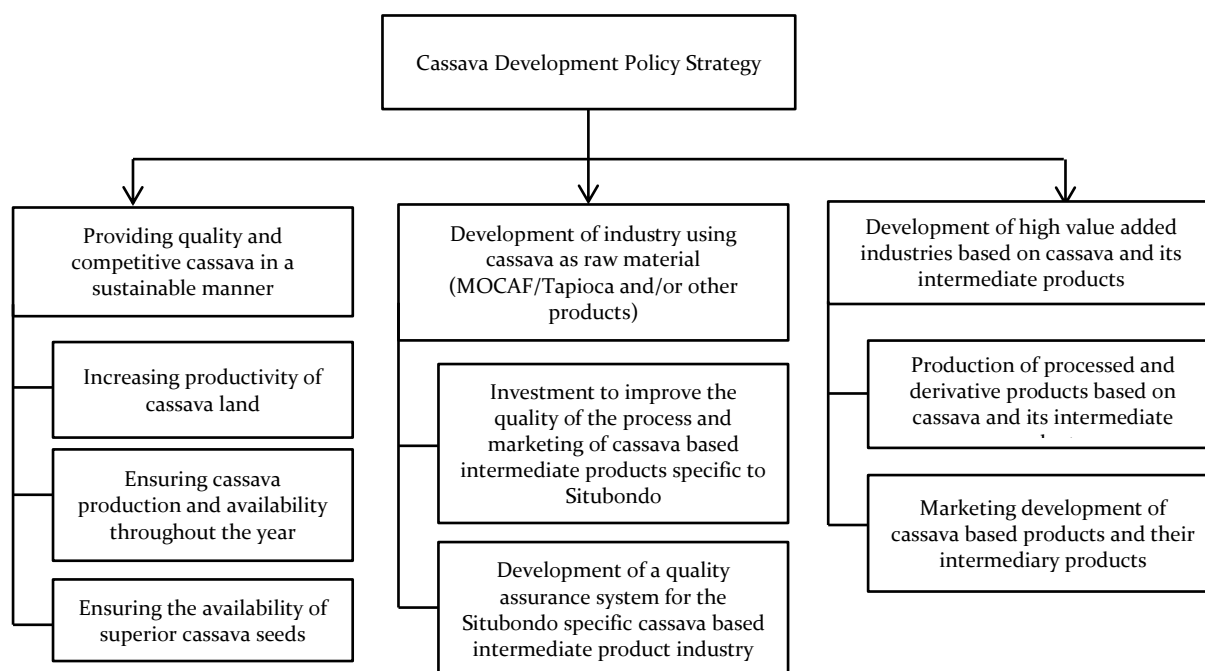 Cassava Development Policy Strategy
Providing quality and
competitive cassava in a
sustainable manner
Increasing productivity of
cassava land
Ensuring cassava
production and availability
throughout the year
Ensuring the availability of
superior cassava seeds
Development of industry using
cassava as raw material
(MOCAF/Tapioca and/or other
products)
Investment to improve the
quality of the process and
marketing of cassava based
intermediate products specific to
Situbondo
Development of a quality
assurance system for the
Situbondo specific cassava based
intermediate product industry
Development of high value added
industries based on cassava and its
intermediate products
Production of processed and
derivative products based on
cassava and its intermediate
Marketing development of
cassava based products and their
intermediary products